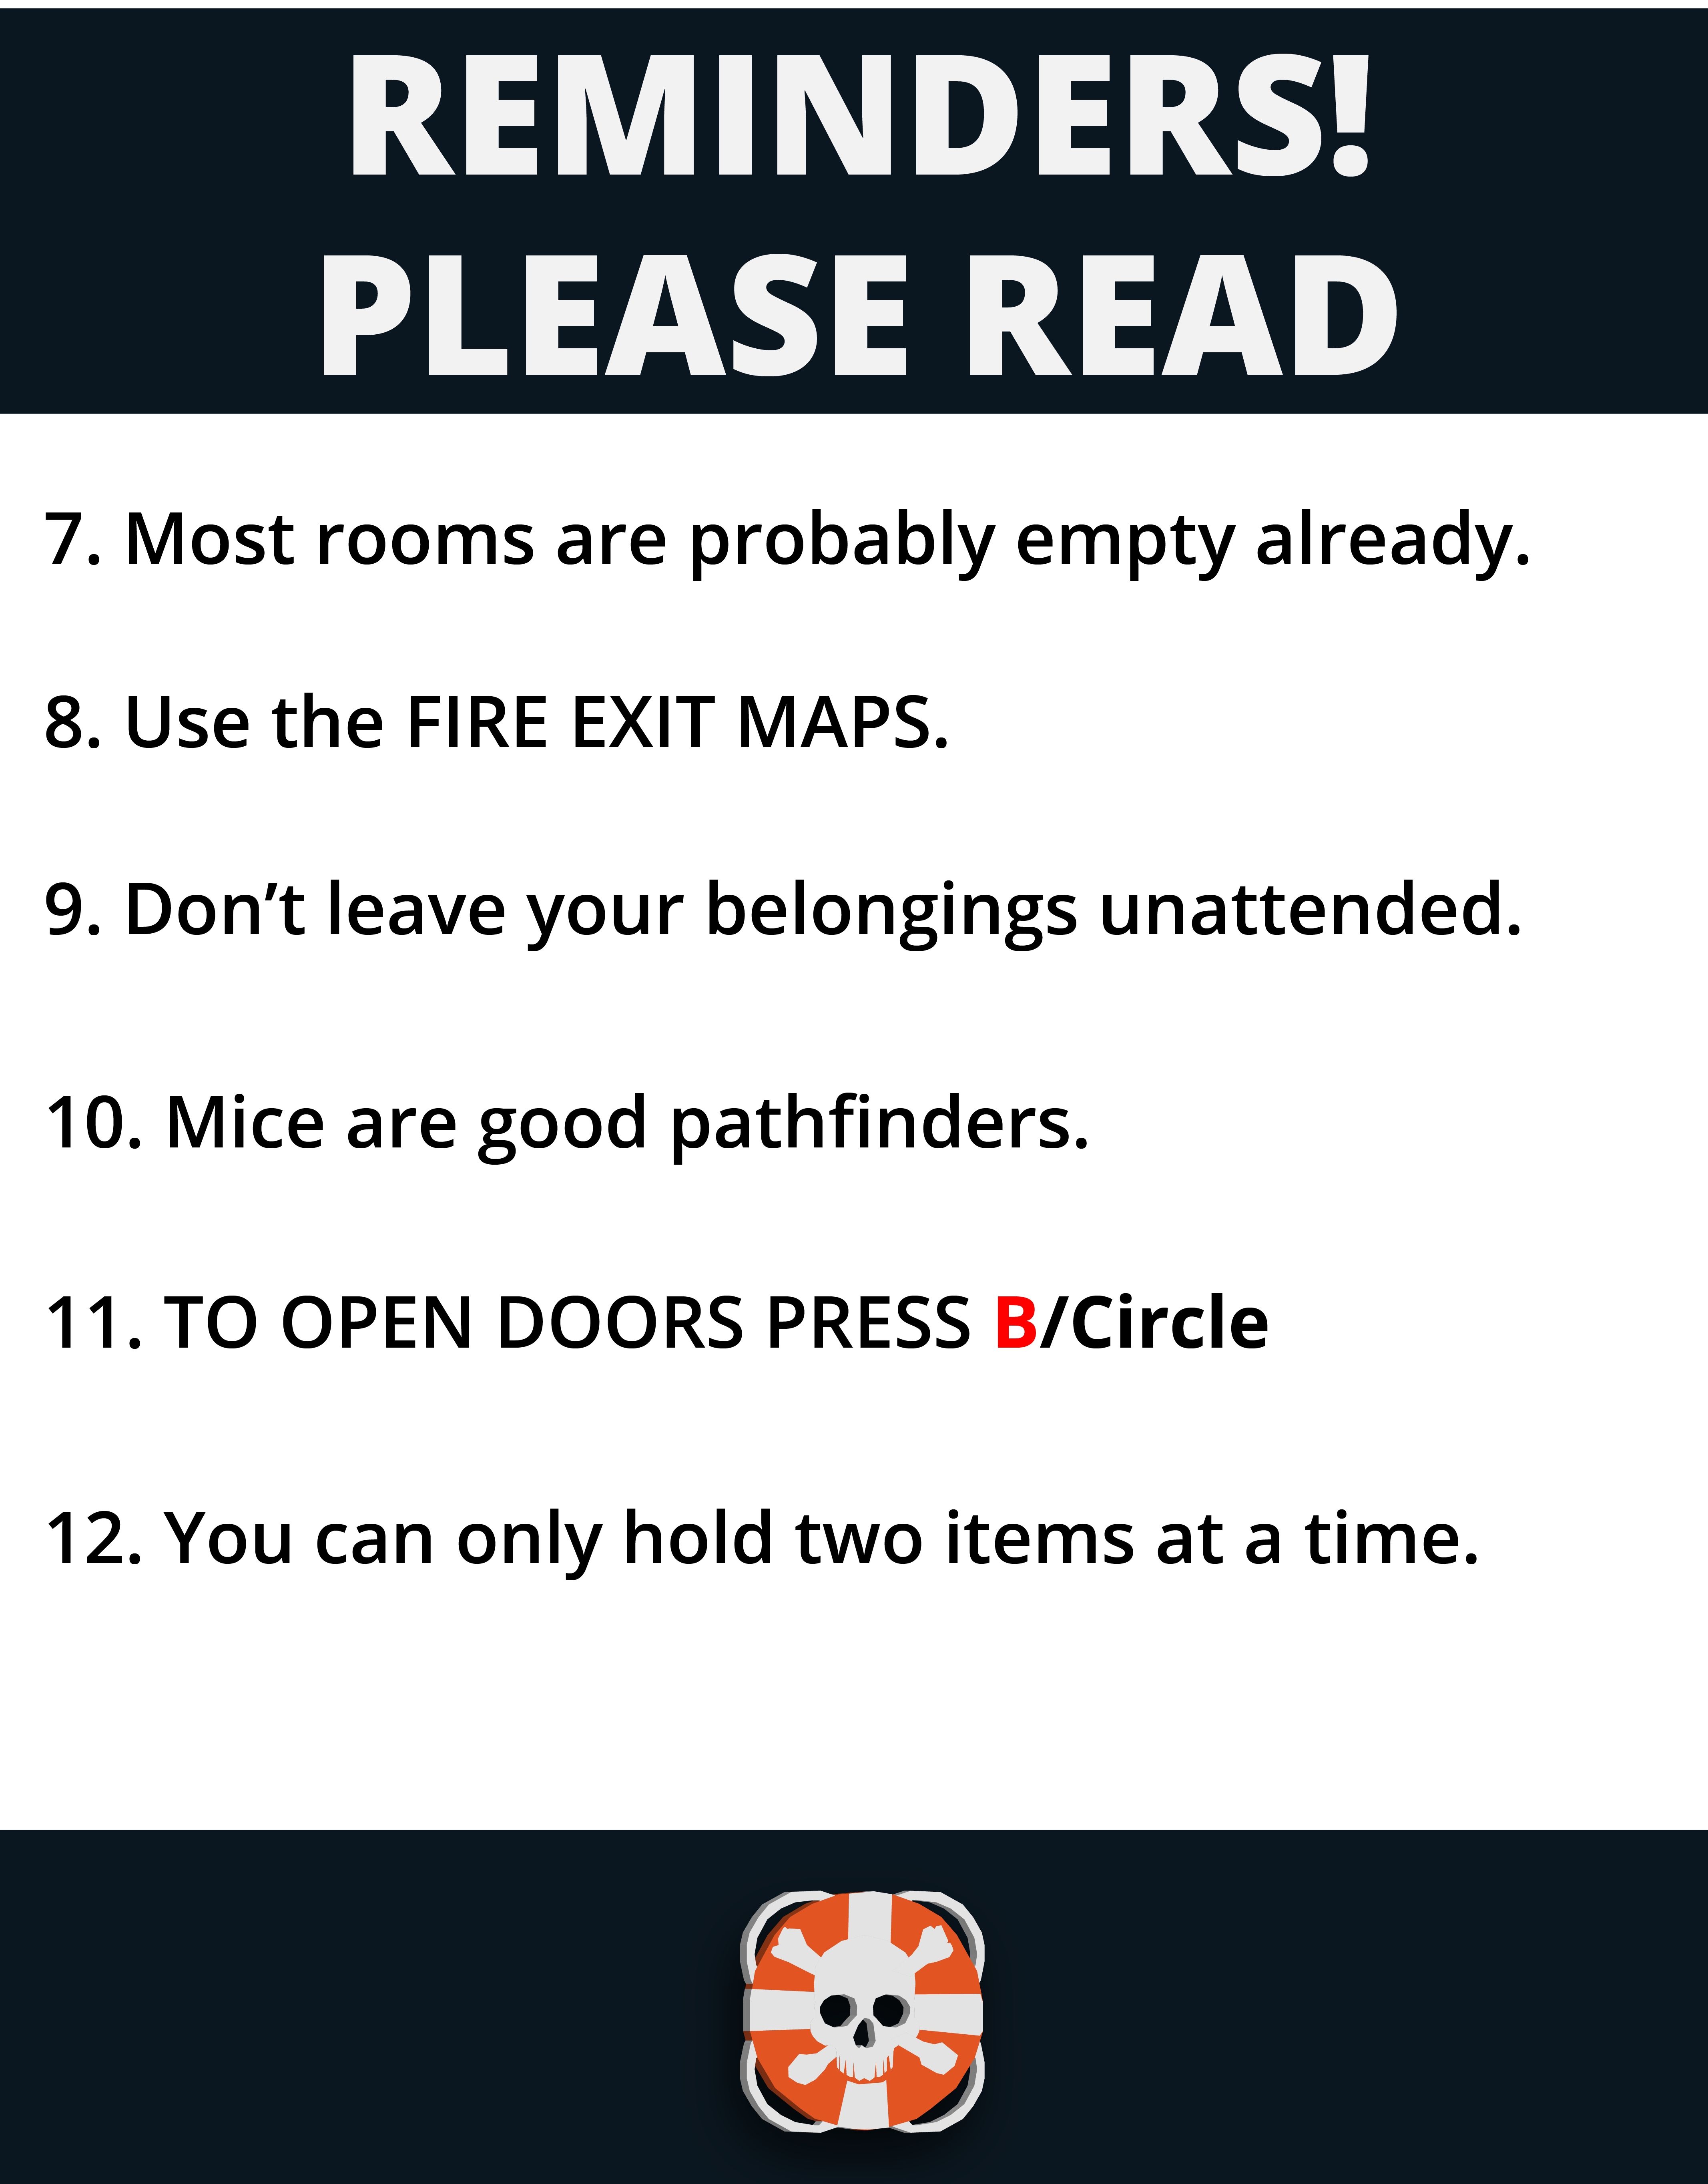 REMINDERS!
PLEASE READ
7. Most rooms are probably empty already.
8. Use the FIRE EXIT MAPS.
9. Don’t leave your belongings unattended.
10. Mice are good pathfinders.
11. TO OPEN DOORS PRESS B/Circle
12. You can only hold two items at a time.